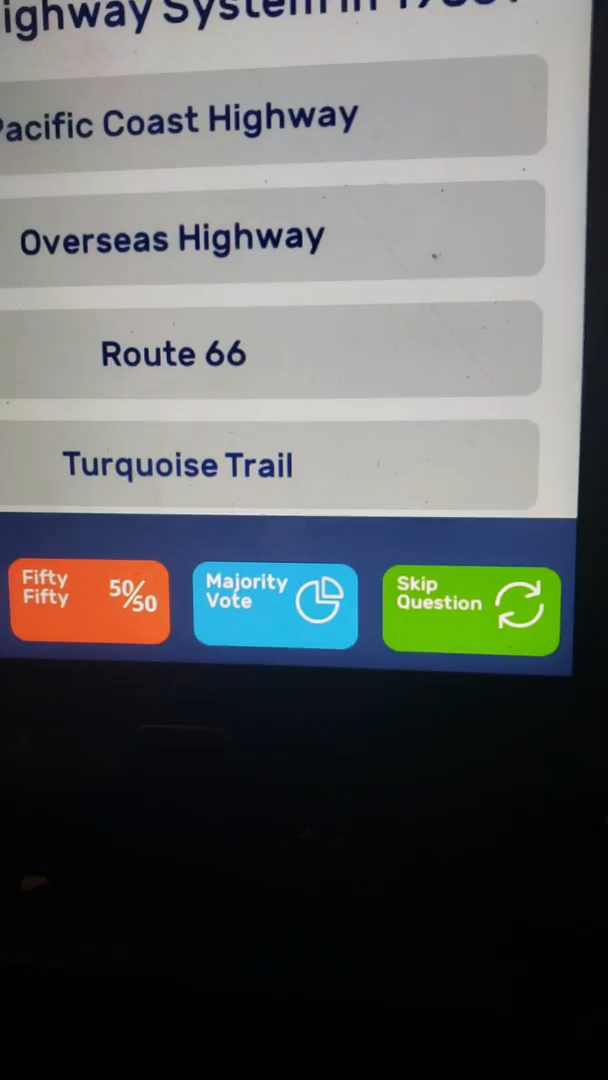 ighway System in
Pacific Coast Highway
Overseas Highway
Route 66
Turquoise Trail
Fifty
Fifty
50%50
Majority
Vote
Skip
Question